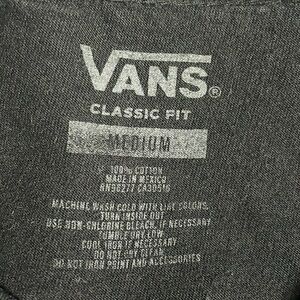 VANS®
CLASSIC FIT
MEDIUM
100% COTTON
MADE IN MEXICO
RN90277 CA30516
MACHINE WASH COLD WITH LIKE COLORS.
TURN INSIDE OUT
USE NON-CHLORINE BLEACH, IF NECESSARY
TUMBLE DRY LOW
COOL IRON IF NECESSARY
DO NOT DRY CLEAN
DO NOT IRON PRINT AND ACCESSORIES